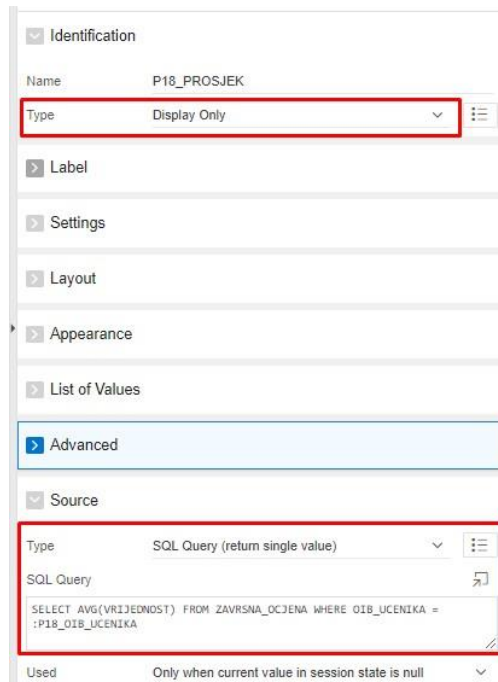 Identification
Name P18_PROSJEK
Type Display Only
Label
Settings
Layout
Appearance
List of Values
Advanced
Source
Type SQL Query (return single value)
SQL Query
SELECT AVG(VRIJEDNOST) FROM ZAVRSNA_OCJENA WHERE OIB_UCENIKA =
:P18_OIB_UCENIKA
Used Only when current value in session state is null